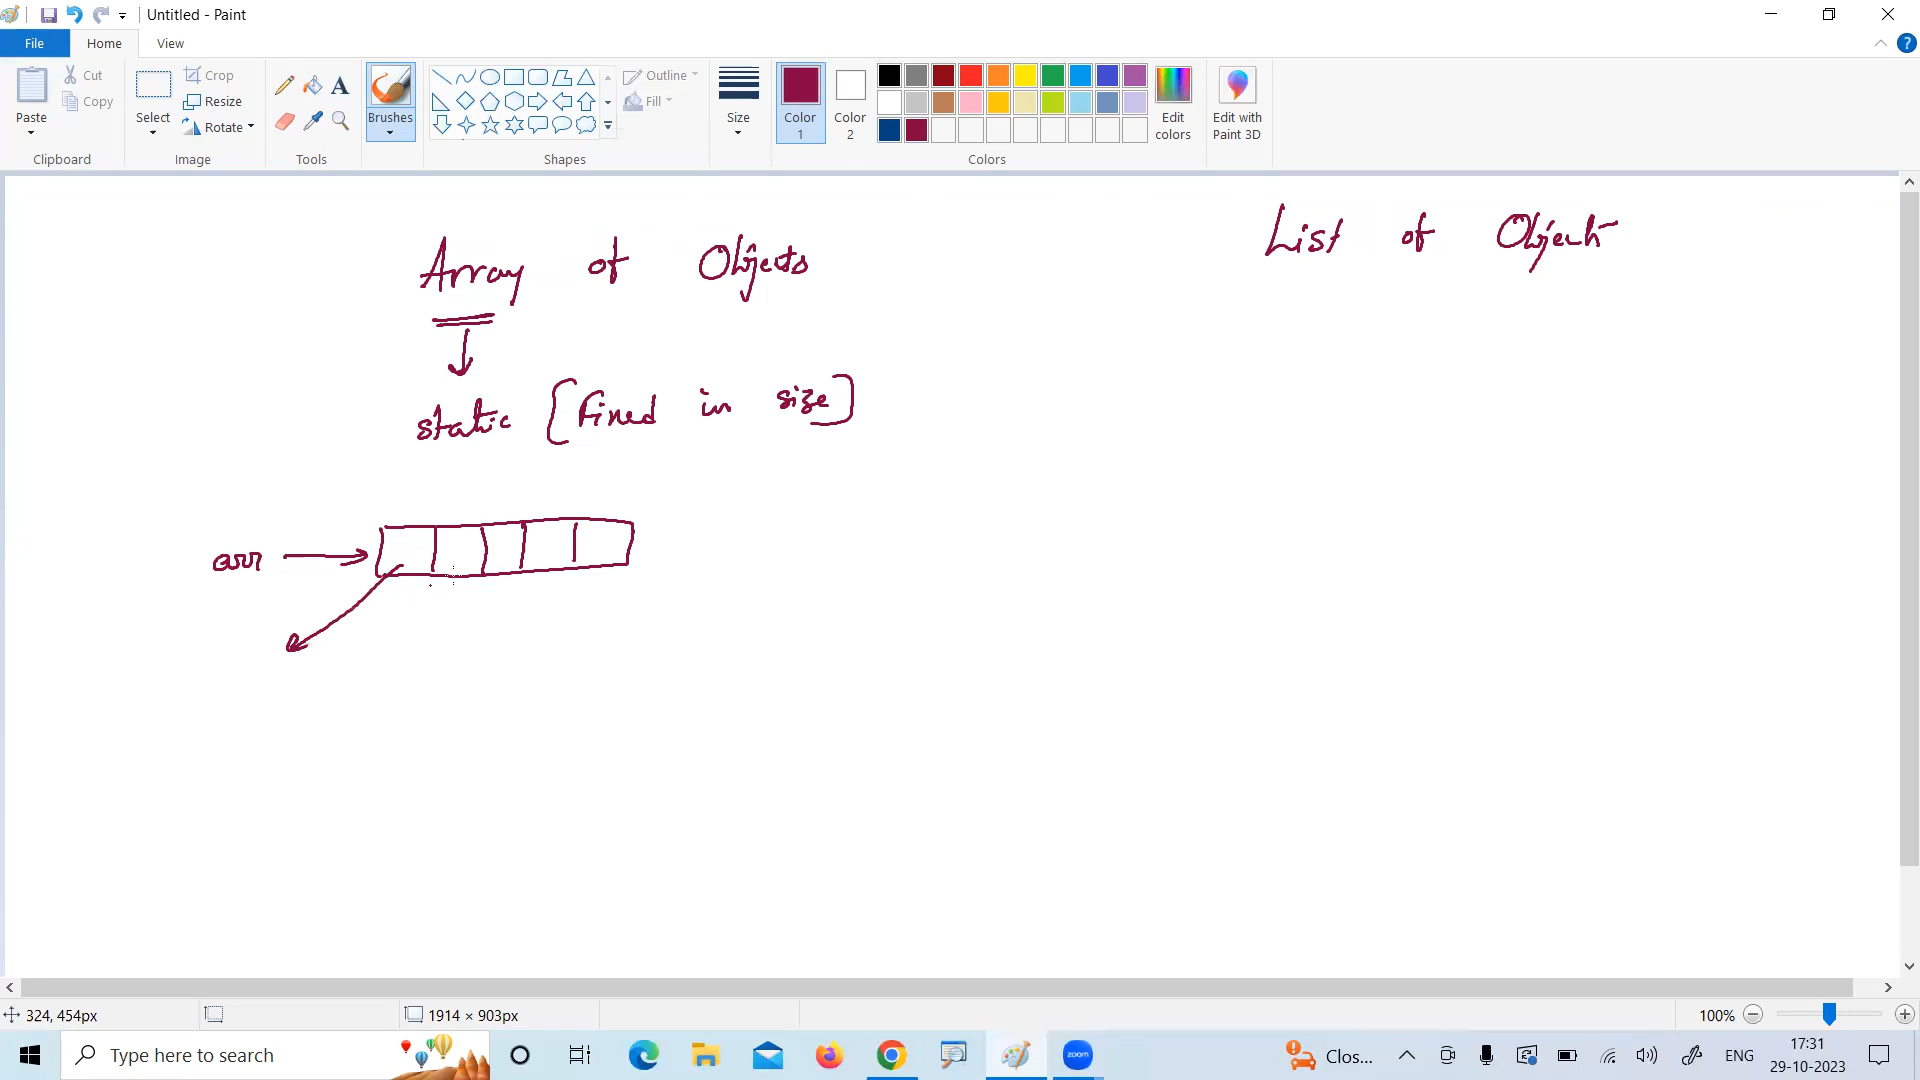 Untitled - Paint
File Home View
Paste
Cut
Copy
Clipboard
Select
Crop
Resize
Rotate
Image
Tools
Brushes
Shapes
Outline
Fill
Size
Color 1
Color 2
Colors
Edit colors
Edit with Paint 3D
Array of Objects
List of Objects
static [Fixed in size]
arr
324, 454px
1914 × 903px
100%
Type here to search
zoom
Clos...
ENG
17:31
29-10-2023